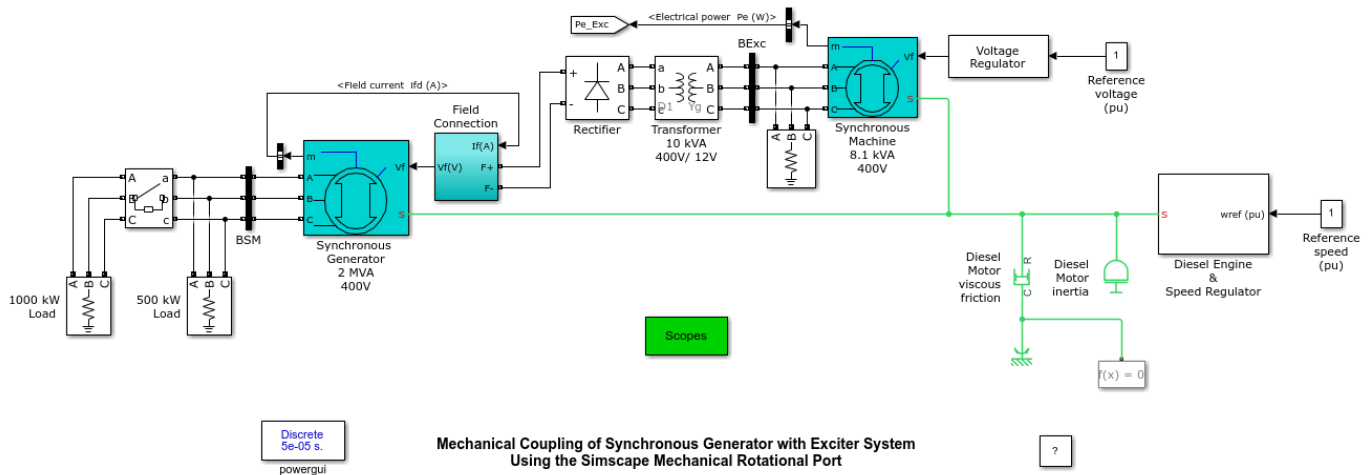 Pe_Exc
<Electrical power Pe (W)>
m
A
B
C
Vf
S
Synchronous
Machine
8.1 kVA
400V
Voltage
Regulator
1
Reference
voltage
(pu)
BExc
A B C
a A
b B
c C
D1 Yg
Transformer
10 kVA
400V/ 12V
+
-
A
B
C
Rectifier
<Field current Ifd (A)>
Field
Connection
If(A)
Vf(V)
F+
F-
m
A
B
C
Vf
S
Synchronous
Generator
2 MVA
400V
BSM
A a
B b
C c
A B C
1000 kW
Load
A B C
500 kW
Load
S
wref (pu)
Diesel Engine
&
Speed Regulator
1
Reference
speed
(pu)
Diesel
Motor
viscous
friction
R
C
Diesel
Motor
inertia
f(x) = 0
Scopes
Discrete
5e-05 s.
powergui
Mechanical Coupling of Synchronous Generator with Exciter System
Using the Simscape Mechanical Rotational Port
?